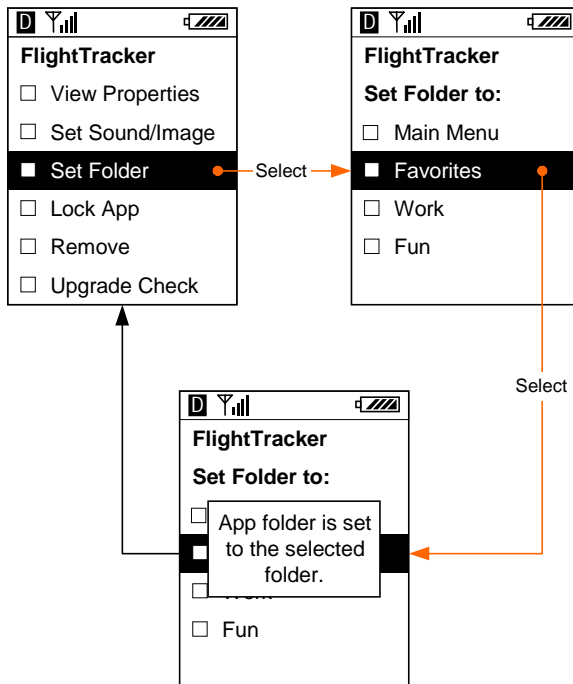 D
FlightTracker
View Properties
Set Sound/Image
Set Folder
Lock App
Remove
Upgrade Check
Select
D
FlightTracker
Set Folder to:
Main Menu
Favorites
Work
Fun
Select
D
FlightTracker
Set Folder to:
App folder is set
to the selected
folder.
Fun